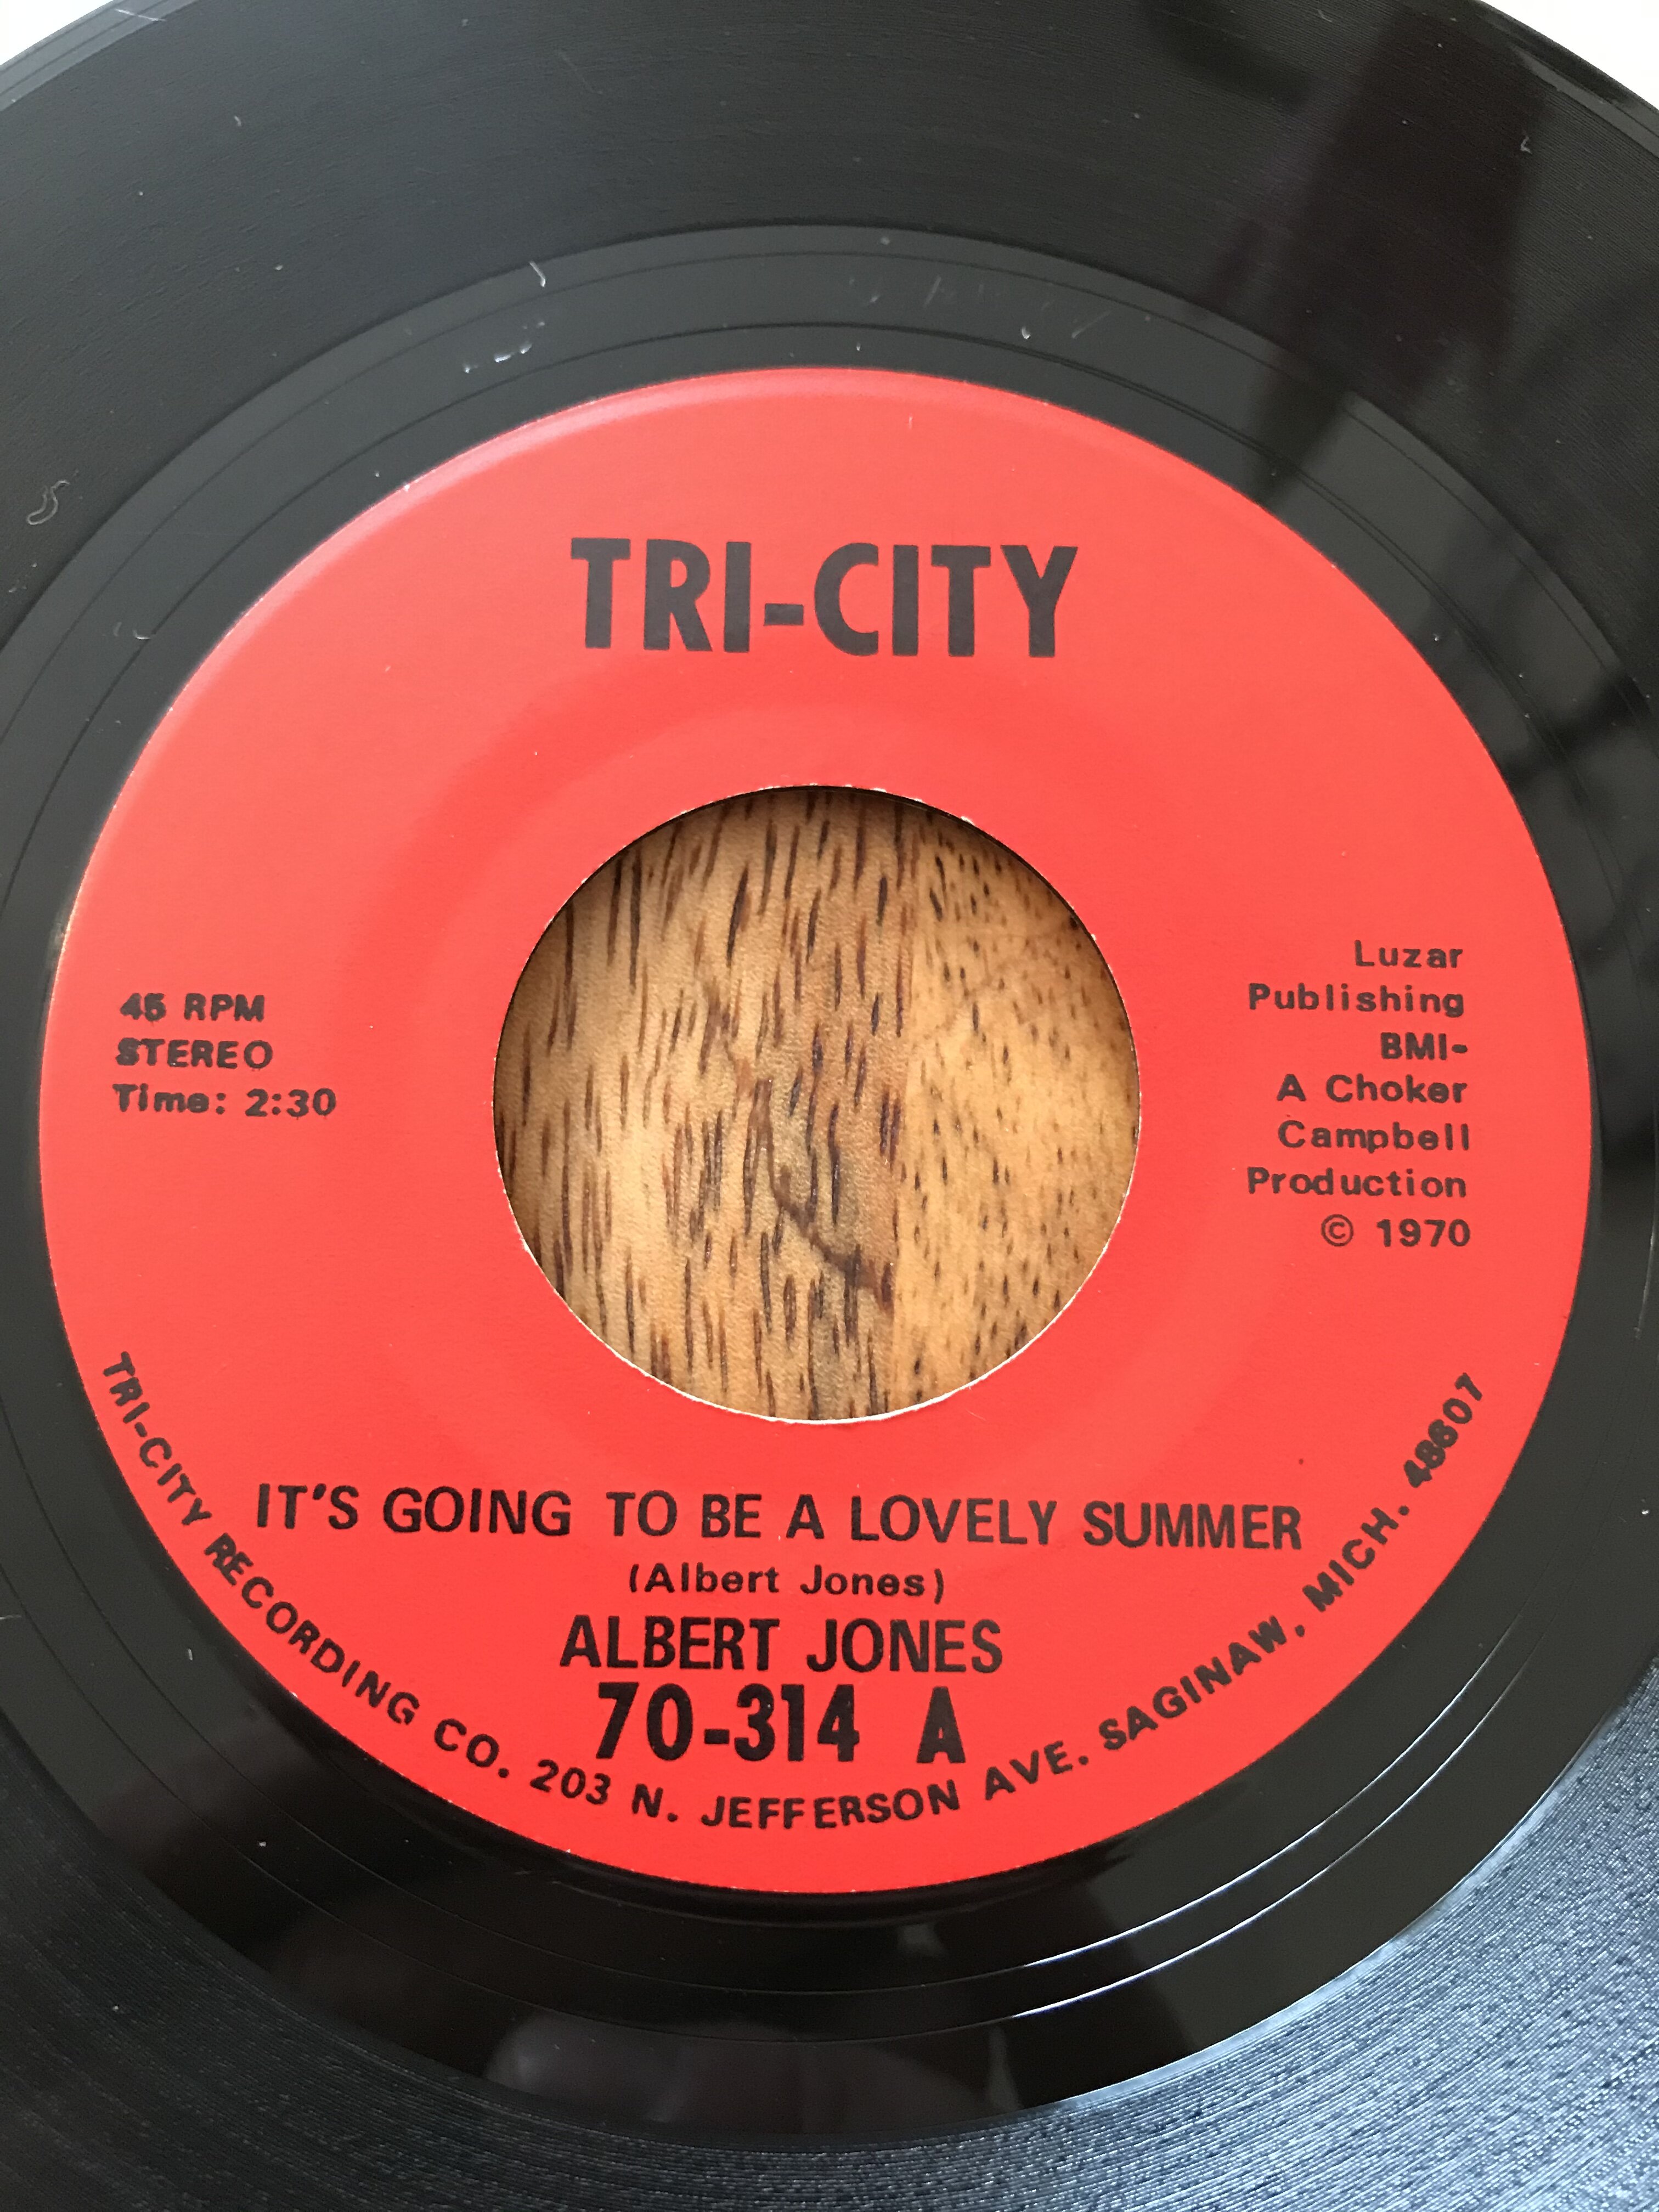 TRI-CITY
45 RPM
STEREO
Time: 2:30
Luzar
Publishing
BMI-
A Choker
Campbell
Production
© 1970
IT'S GOING TO BE A LOVELY SUMMER
(Albert Jones)
ALBERT JONES
70-314 A
TRI-CITY RECORDING CO. 203 N. JEFFERSON AVE. SAGINAW, MICH. 48607